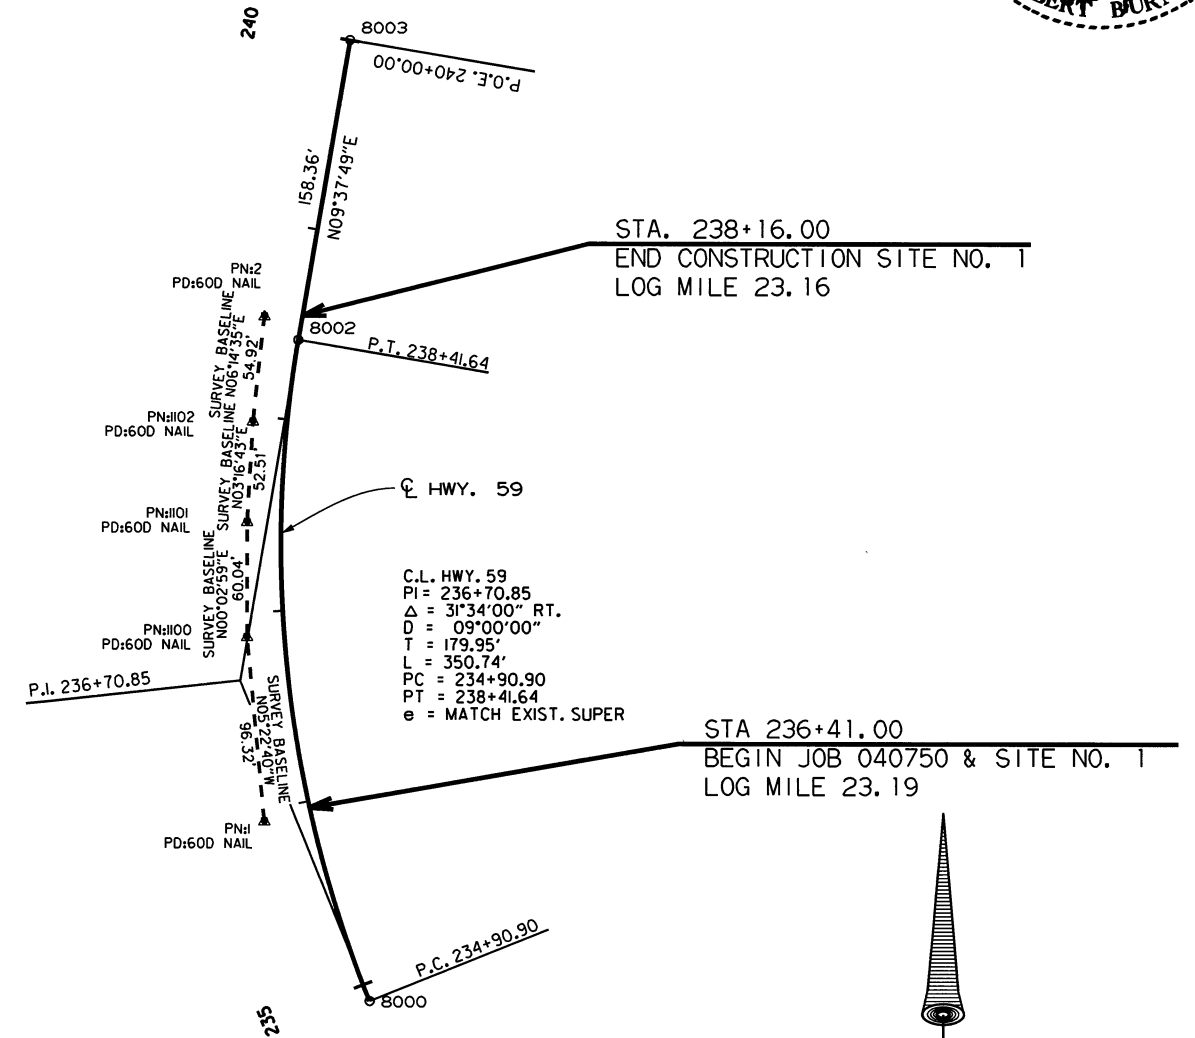 240
8003
P.O.E. 240+00.00
158.36'
N09°37'49"E
STA. 238+16.00
END CONSTRUCTION SITE NO. 1
LOG MILE 23.16
PN:2
PD:60D NAIL
SURVEY BASELINE
N06°14'35"E
54.92'
8002
P.T. 238+41.64
PN:1102
PD:60D NAIL
SURVEY BASELINE
N03°16'43"E
52.51'
℄ HWY. 59
PN:1101
PD:60D NAIL
SURVEY BASELINE
N00°02'59"E
60.04'
C.L. HWY. 59
PI = 236+70.85
Δ = 31°34'00" RT.
D = 09°00'00"
T = 179.95'
L = 350.74'
PC = 234+90.90
PT = 238+41.64
e = MATCH EXIST. SUPER
PN:1100
PD:60D NAIL
P.I. 236+70.85
SURVEY BASELINE
N05°22'40"W
96.32'
STA 236+41.00
BEGIN JOB 040750 & SITE NO. 1
LOG MILE 23.19
PN:1
PD:60D NAIL
P.C. 234+90.90
8000
235